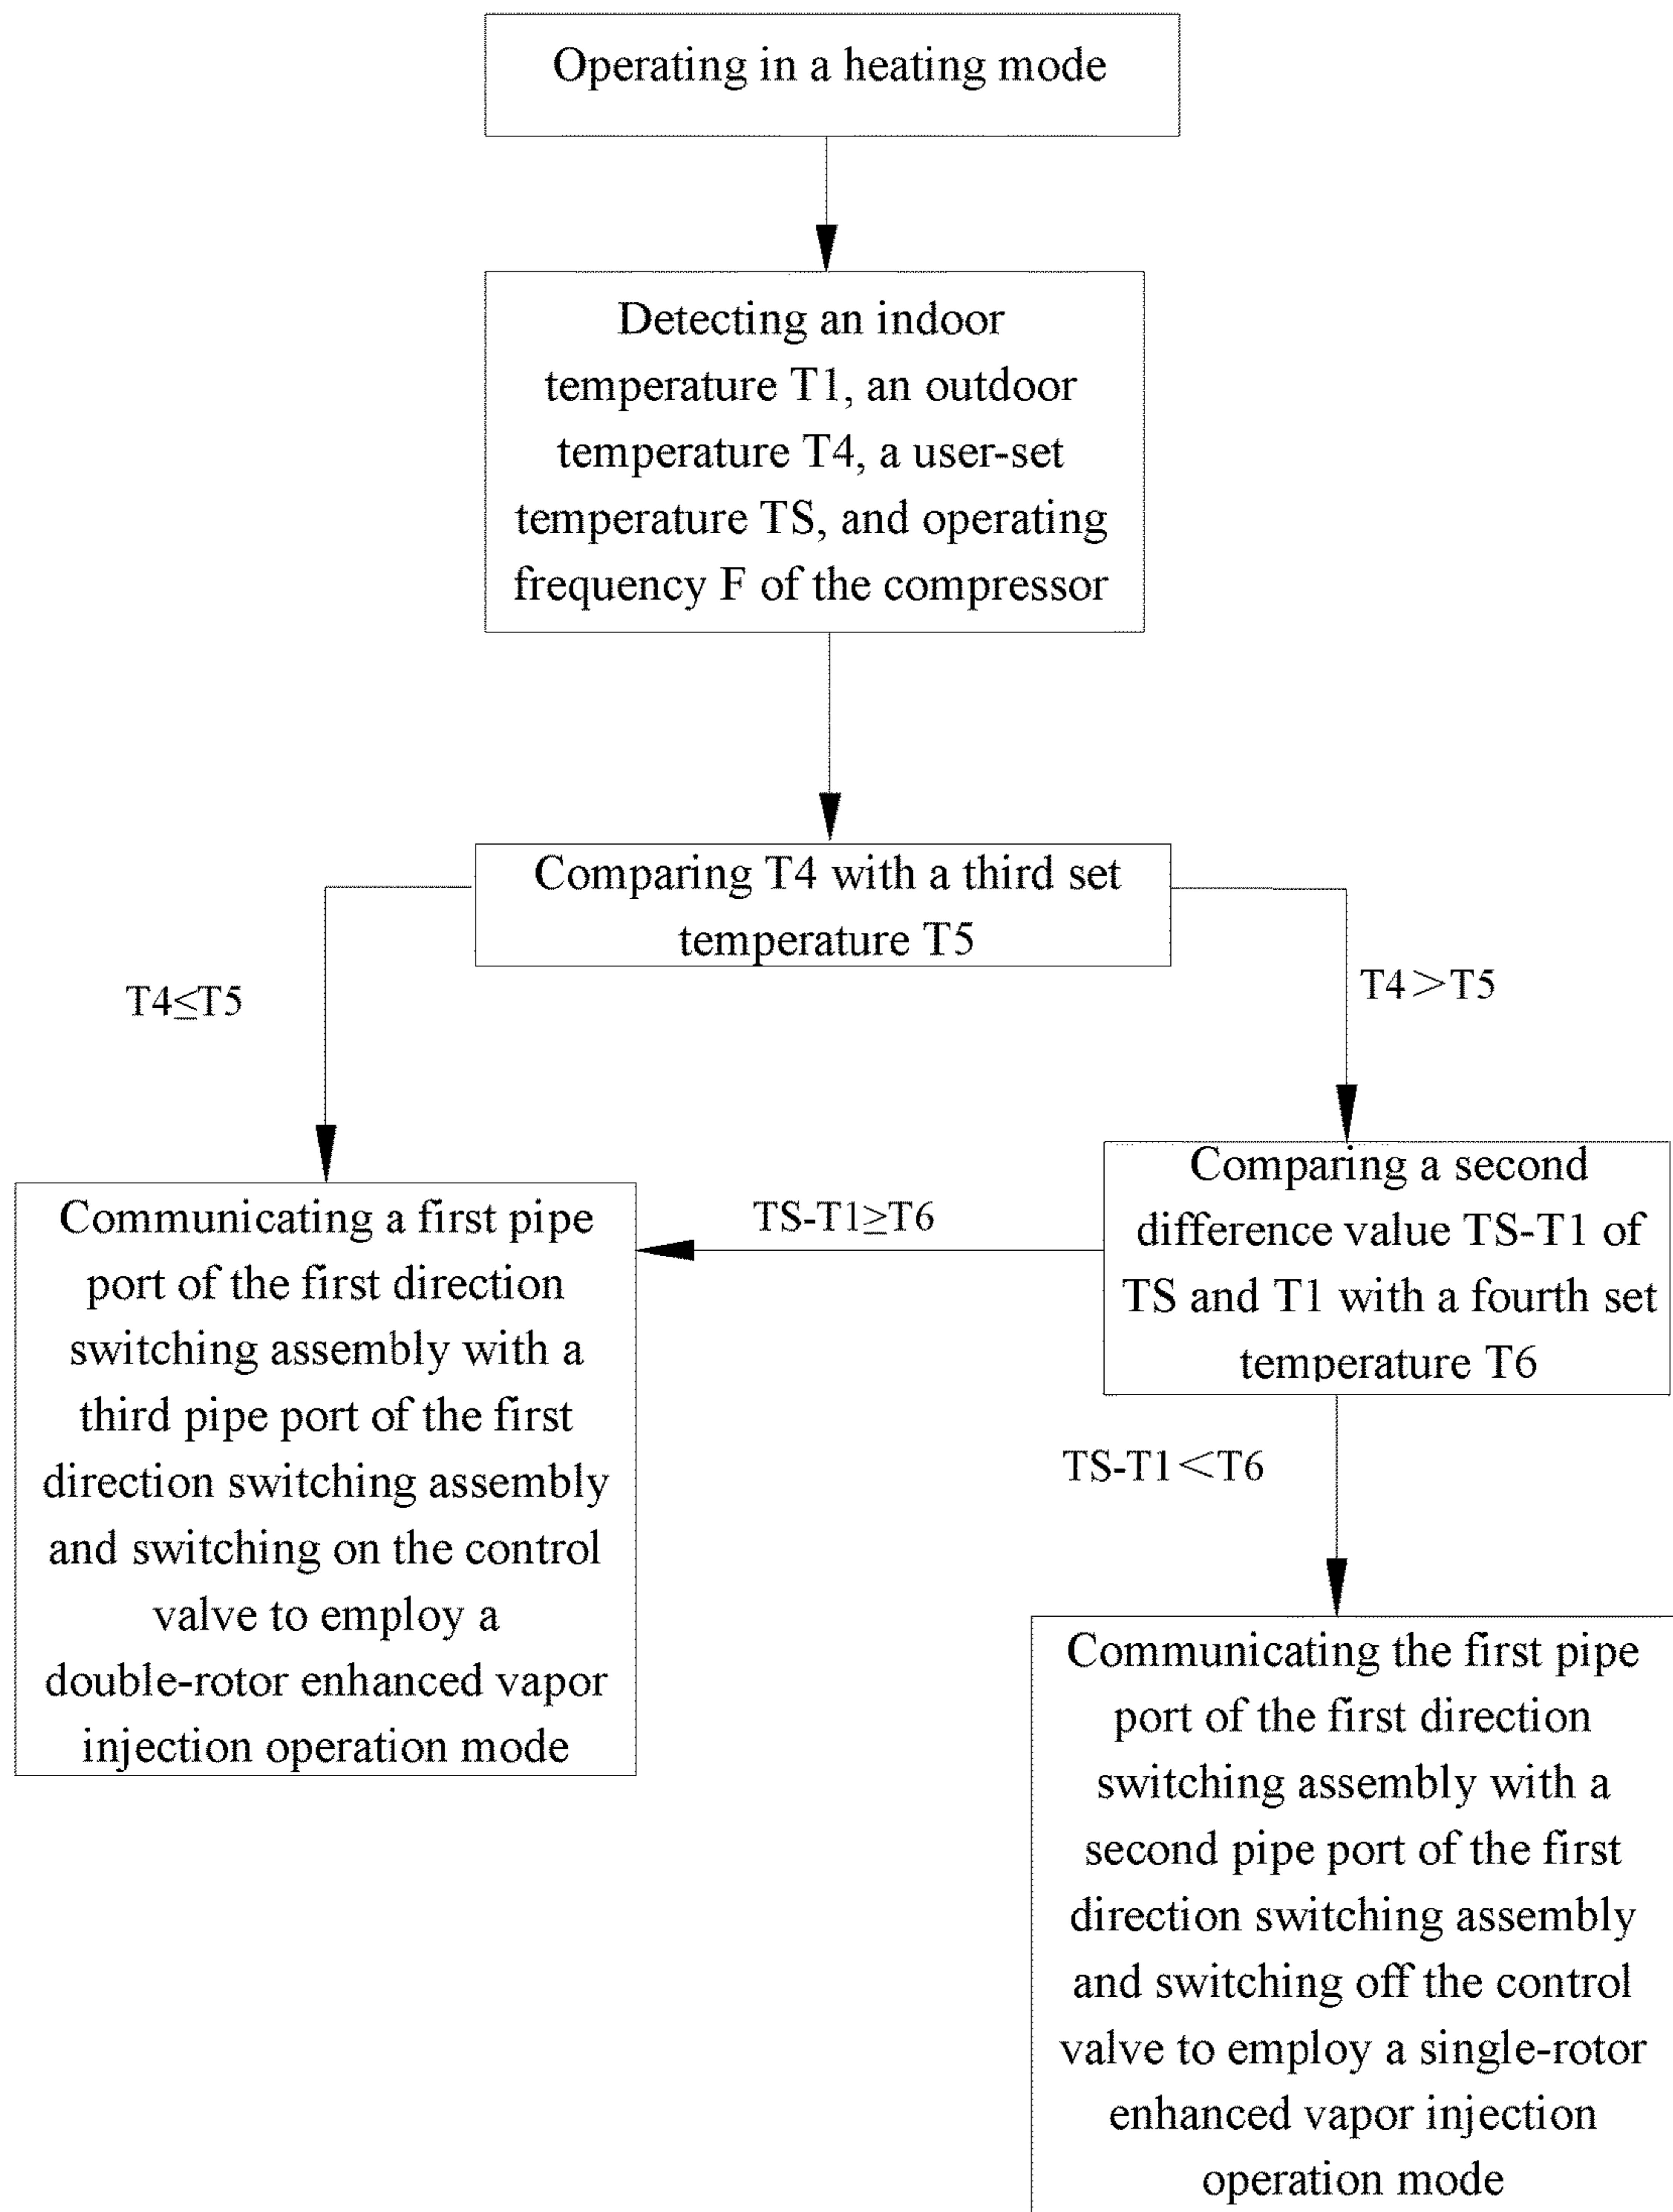 Operating in a heating mode
Detecting an indoor
temperature T1, an outdoor
temperature T4, a user-set
temperature TS, and operating
frequency F of the compressor
Comparing T4 with a third set
temperature T5
T4≤T5
T4＞T5
Comparing a second
difference value TS-T1 of
TS and T1 with a fourth set
temperature T6
TS-T1≥T6
TS-T1＜T6
Communicating a first pipe
port of the first direction
switching assembly with a
third pipe port of the first
direction switching assembly
and switching on the control
valve to employ a
double-rotor enhanced vapor
injection operation mode
Communicating the first pipe
port of the first direction
switching assembly with a
second pipe port of the first
direction switching assembly
and switching off the control
valve to employ a single-rotor
enhanced vapor injection
operation mode